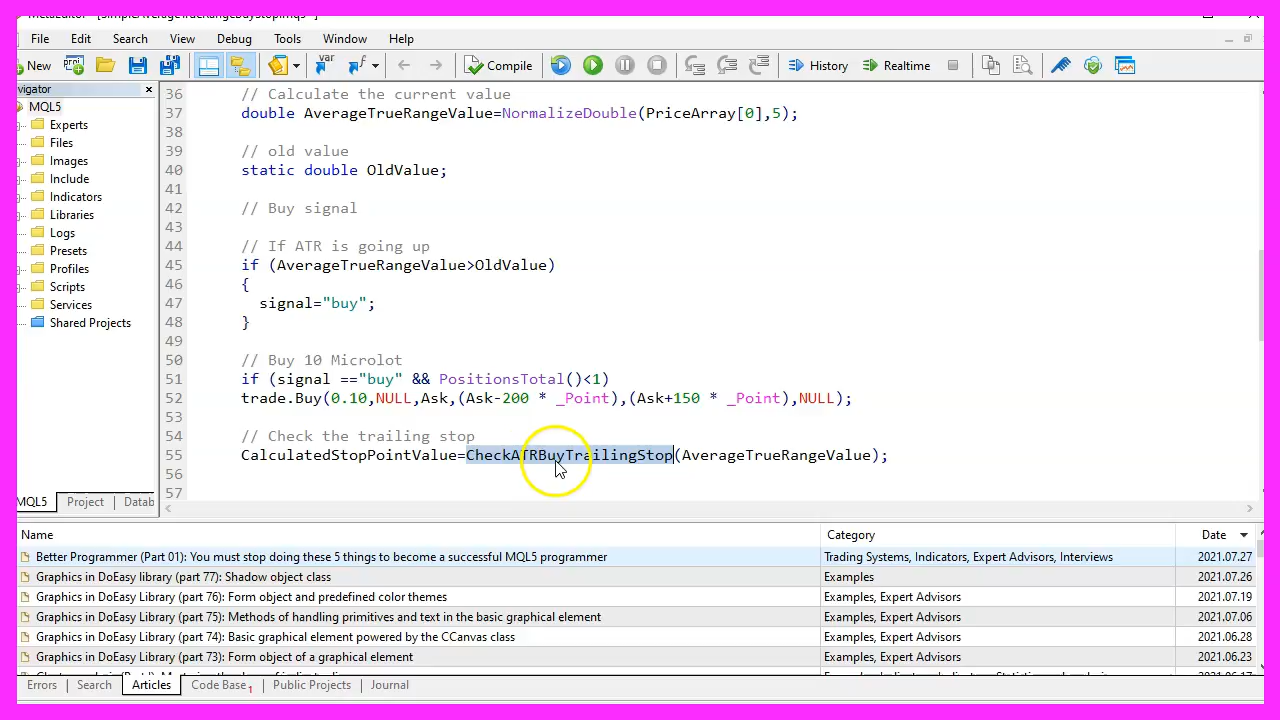 MetaEditor - [SimpleAverageTrueRangeBuyStop.mq5 *]
File Edit Search View Debug Tools Window Help
New Compile History Realtime
Navigator
MQL5
Experts
Files
Images
Include
Indicators
Libraries
Logs
Presets
Profiles
Scripts
Services
Shared Projects
MQL5 Project Datab
36 // Calculate the current value
37 double AverageTrueRangeValue=NormalizeDouble(PriceArray[0],5);
38
39 // old value
40 static double OldValue;
41
42 // Buy signal
43
44 // If ATR is going up
45 if (AverageTrueRangeValue>OldValue)
46 {
47 signal="buy";
48 }
49
50 // Buy 10 Microlot
51 if (signal =="buy" && PositionsTotal()<1)
52 trade.Buy(0.10,NULL,Ask,(Ask-200 * _Point),(Ask+150 * _Point),NULL);
53
54 // Check the trailing stop
55 CalculatedStopPointValue=CheckATRBuyTrailingStop(AverageTrueRangeValue);
56
57
Name Category Date
Better Programmer (Part 01): You must stop doing these 5 things to become a successful MQL5 programmer Trading Systems, Indicators, Expert Advisors, Interviews 2021.07.27
Graphics in DoEasy library (part 77): Shadow object class Examples 2021.07.26
Graphics in DoEasy Library (part 76): Form object and predefined color themes Examples, Expert Advisors 2021.07.19
Graphics in DoEasy Library (part 75): Methods of handling primitives and text in the basic graphical element Examples, Expert Advisors 2021.07.06
Graphics in DoEasy Library (part 74): Basic graphical element powered by the CCanvas class Examples, Expert Advisors 2021.06.28
Graphics in DoEasy Library (part 73): Form object of a graphical element Examples, Expert Advisors 2021.06.23
Errors Search Articles Code Base 1 Public Projects Journal